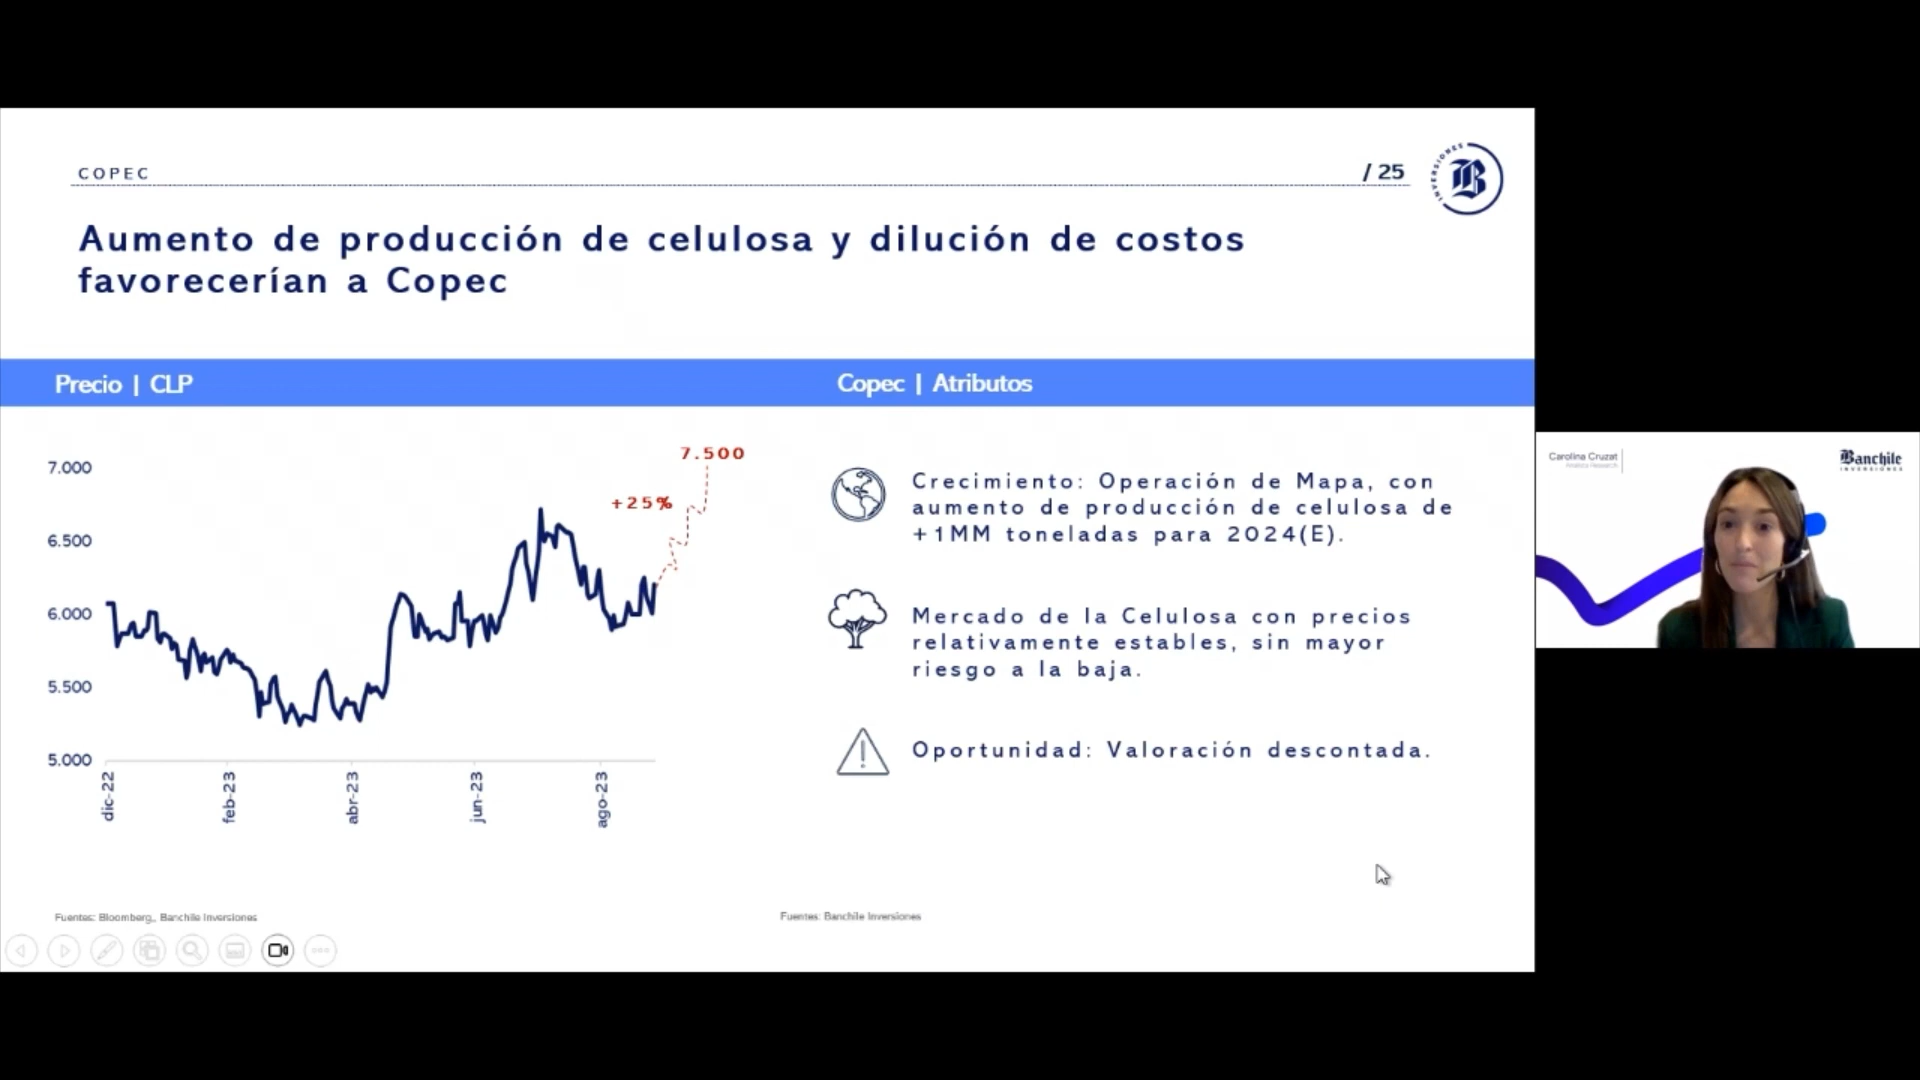 COPEC
/ 25
INVERSIONES
B
Aumento de producción de celulosa y dilución de costos
favorecerían a Copec
Precio | CLP
Copec | Atributos
7.500
+25%
7.000
6.500
6.000
5.500
5.000
dic-22
feb-23
abr-23
jun-23
ago-23
Crecimiento: Operación de Mapa, con
aumento de producción de celulosa de
+1MM toneladas para 2024(E).
Mercado de la Celulosa con precios
relativamente estables, sin mayor
riesgo a la baja.
Oportunidad: Valoración descontada.
Fuentes: Bloomberg,, Banchile Inversiones
Fuentes: Banchile Inversiones
Carolina Cruzat
Analista Research
Banchile
INVERSIONES